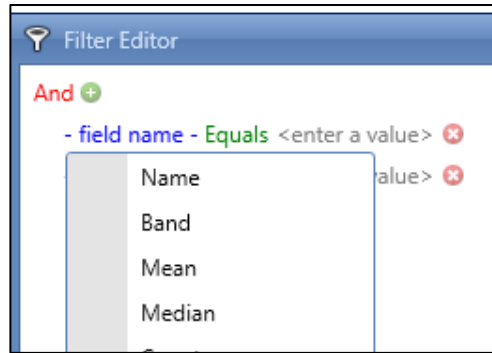 Filter Editor
And
- field name - Equals <enter a value>
value>
Name
Band
Mean
Median